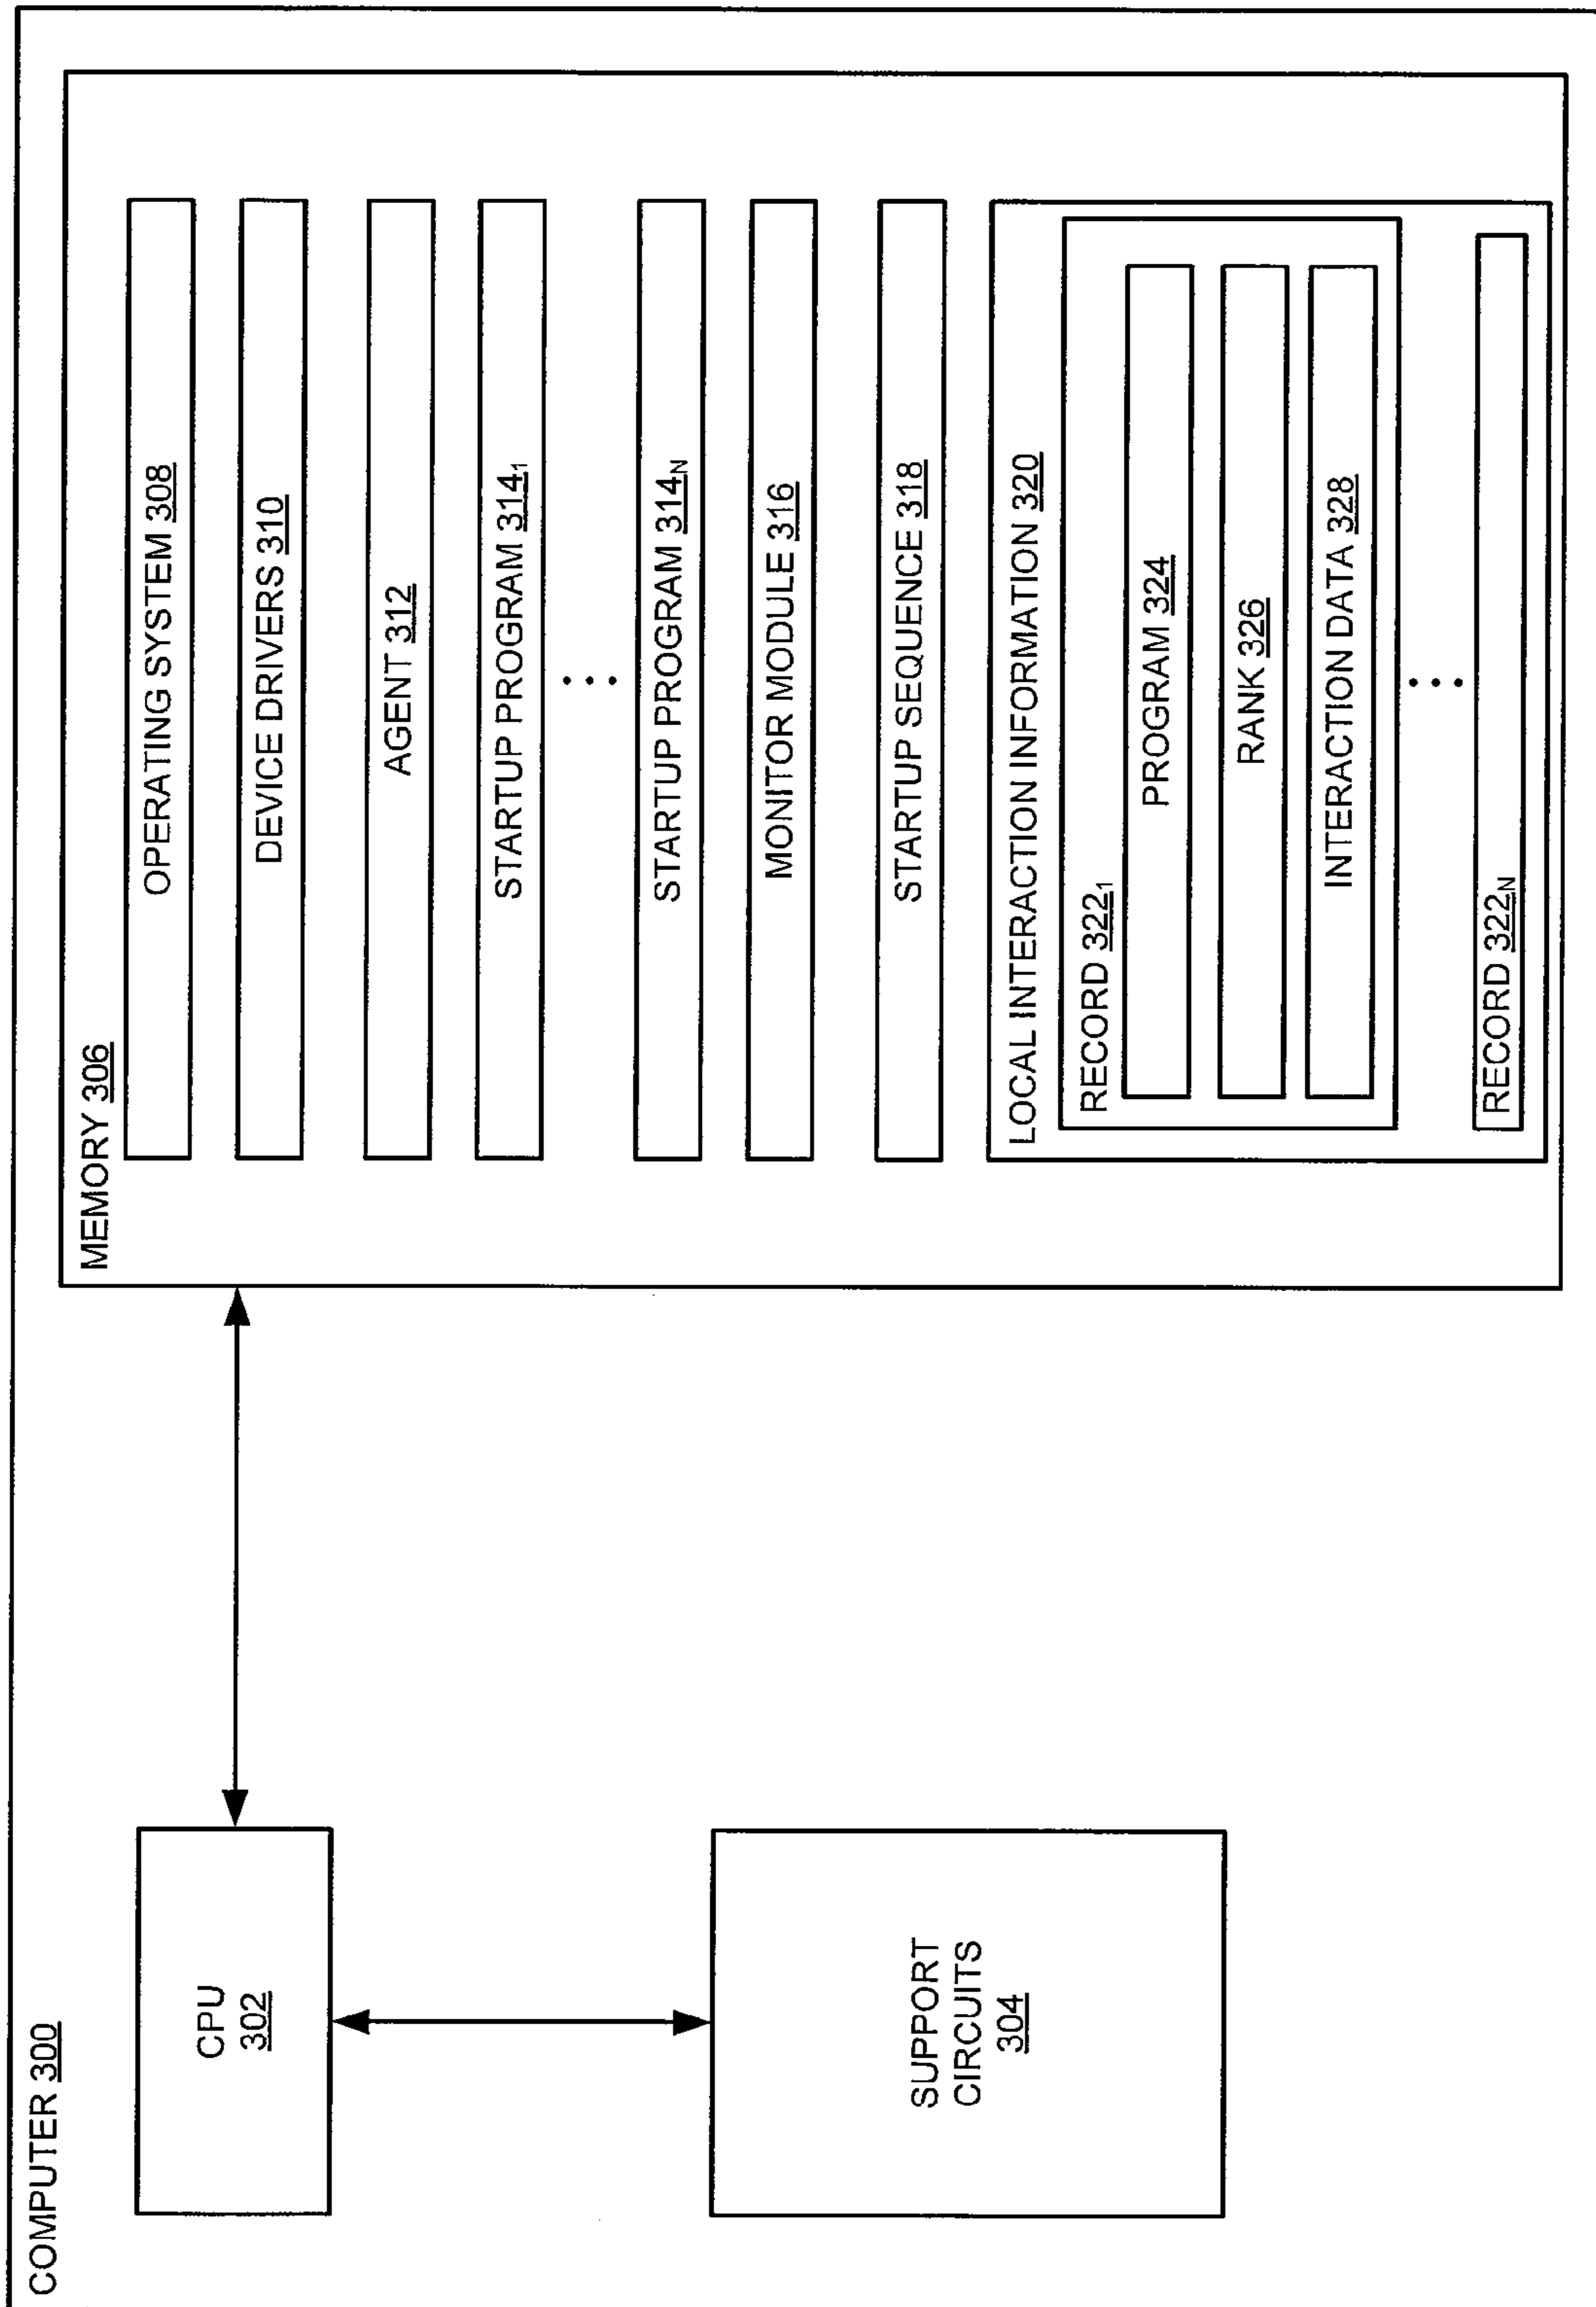 COMPUTER 300
CPU
302
SUPPORT
CIRCUITS
304
MEMORY 306
OPERATING SYSTEM 308
DEVICE DRIVERS 310
AGENT 312
STARTUP PROGRAM 314₁
...
STARTUP PROGRAM 314N
MONITOR MODULE 316
STARTUP SEQUENCE 318
LOCAL INTERACTION INFORMATION 320
RECORD 322₁
PROGRAM 324
RANK 326
INTERACTION DATA 328
...
RECORD 322N